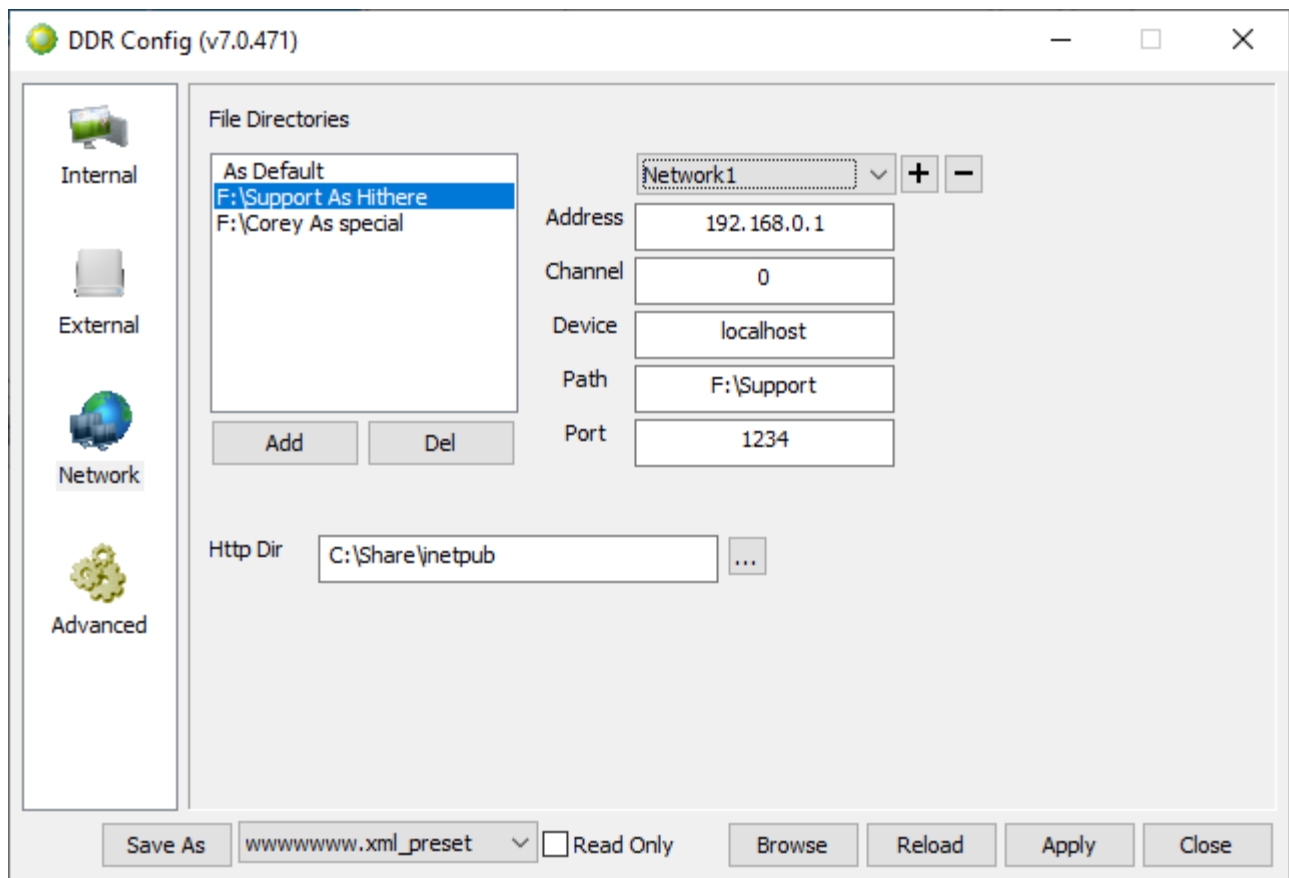 DDR Config (v7.0.471)
Internal
External
Network
Advanced
File Directories
As Default
F:\Support As Hithere
F:\Corey As special
Add
Del
Network1
+
-
Address
192.168.0.1
Channel
0
Device
localhost
Path
F:\Support
Port
1234
Http Dir
C:\Share\inetpub
...
Save As
wwwwwww.xml_preset
Read Only
Browse
Reload
Apply
Close